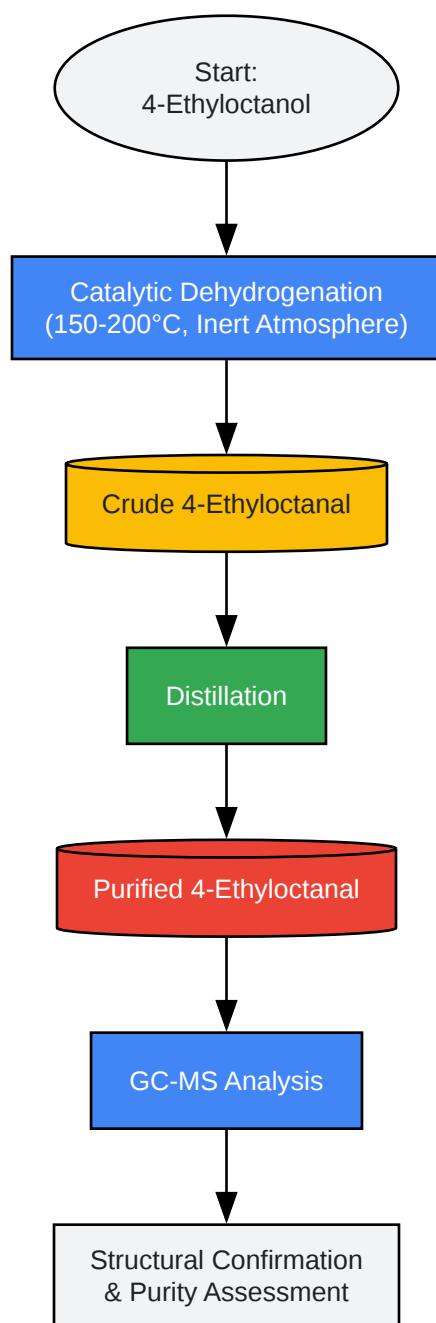 Start:
4-Ethyloctanol
Catalytic Dehydrogenation
(150-200°C, Inert Atmosphere)
Crude 4-Ethyloctanal
Distillation
Purified 4-Ethyloctanal
GC-MS Analysis
Structural Confirmation
& Purity Assessment